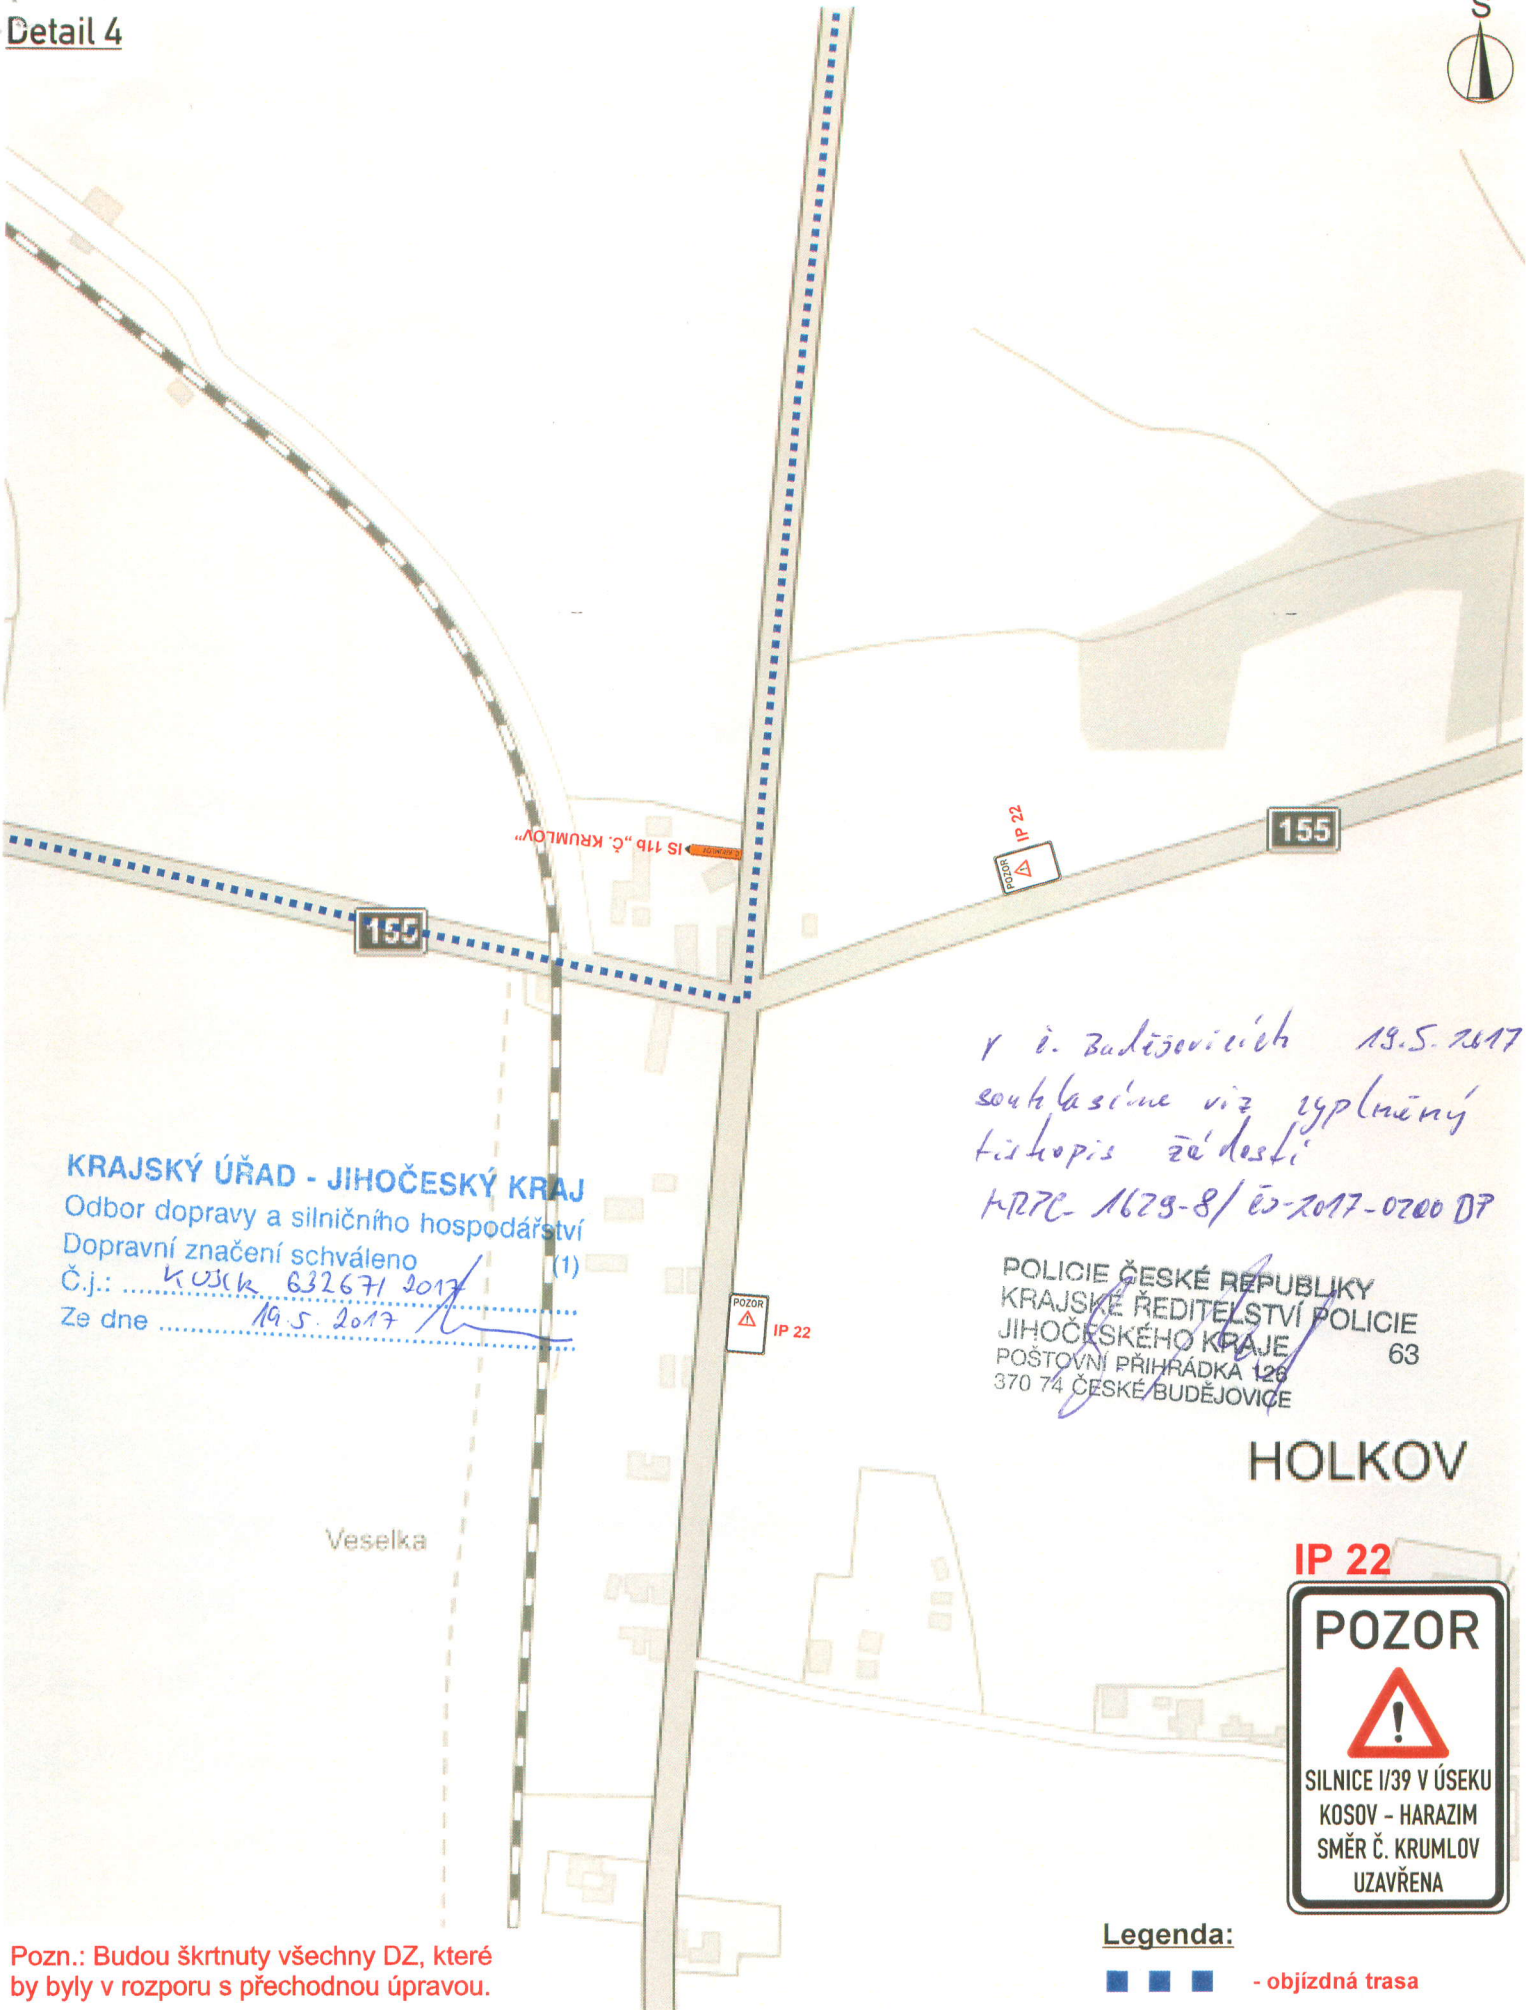 Detail 4
S
IS 11b „Č. KRUMLOV"
POZOR
IP 22
155
155
V Č. Budějovicích 19.5.2017
souhlasíme viz vyplněný
tiskopis žádosti
KRPC-1629-8/ČJ-2017-0200DP
KRAJSKÝ ÚŘAD - JIHOČESKÝ KRAJ
Odbor dopravy a silničního hospodářství
Dopravní značení schváleno (1)
Č.j.: KUJCK 63267/2017
Ze dne 19.5.2017
POLICIE ČESKÉ REPUBLIKY
KRAJSKÉ ŘEDITELSTVÍ POLICIE
JIHOČESKÉHO KRAJE 63
POŠTOVNÍ PŘIHRÁDKA 126
370 74 ČESKÉ BUDĚJOVICE
POZOR
IP 22
HOLKOV
Veselka
IP 22
POZOR
!
SILNICE I/39 V ÚSEKU
KOSOV - HARAZIM
SMĚR Č. KRUMLOV
UZAVŘENA
Legenda:
- objízdná trasa
Pozn.: Budou škrtnuty všechny DZ, které
by byly v rozporu s přechodnou úpravou.